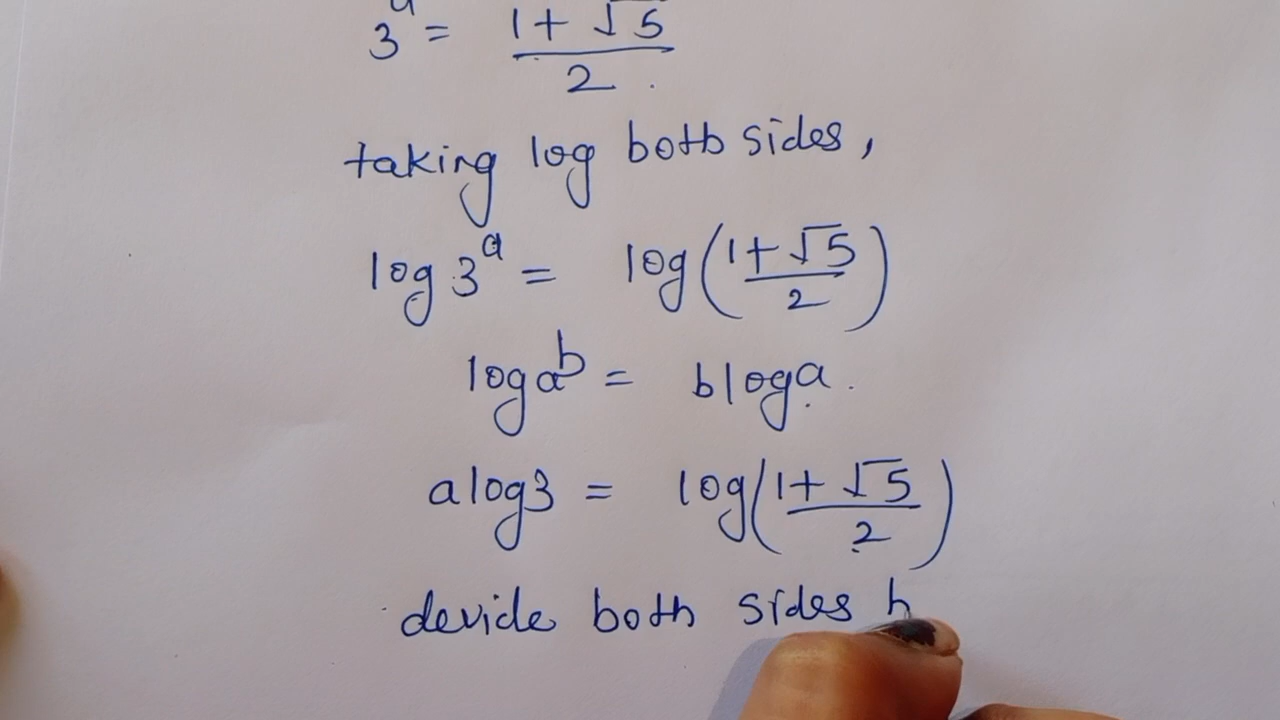 3^a = (1 + √5)/2
taking log both sides,
log 3^a = log((1 + √5)/2)
log a^b = b log a.
a log 3 = log((1 + √5)/2)
devide both sides